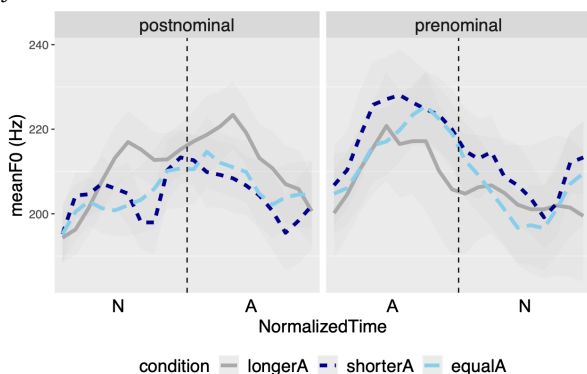 postnominal prenominal
240
220
200
meanF0 (Hz)
N A A N
NormalizedTime
condition longerA shorterA equalA